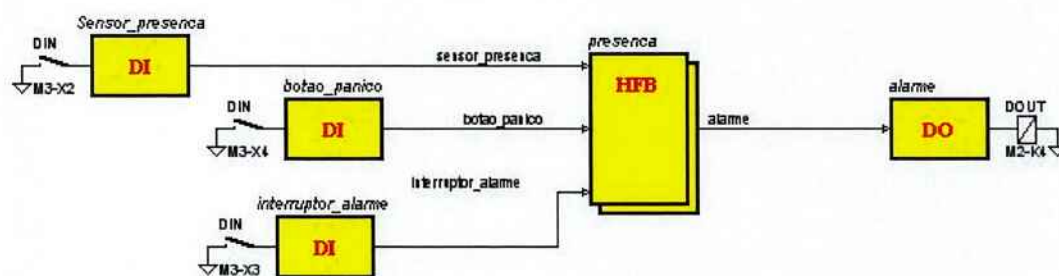 Sensor_presenca
DIN
DI
M3-X2
sensor_presenca
presenca
HFB
botao_panico
DIN
DI
M3-X4
botao_panico
alarme
alarme
DO
DOUT
M2-K4
interruptor_alarme
interruptor_alarme
DIN
DI
M3-X3